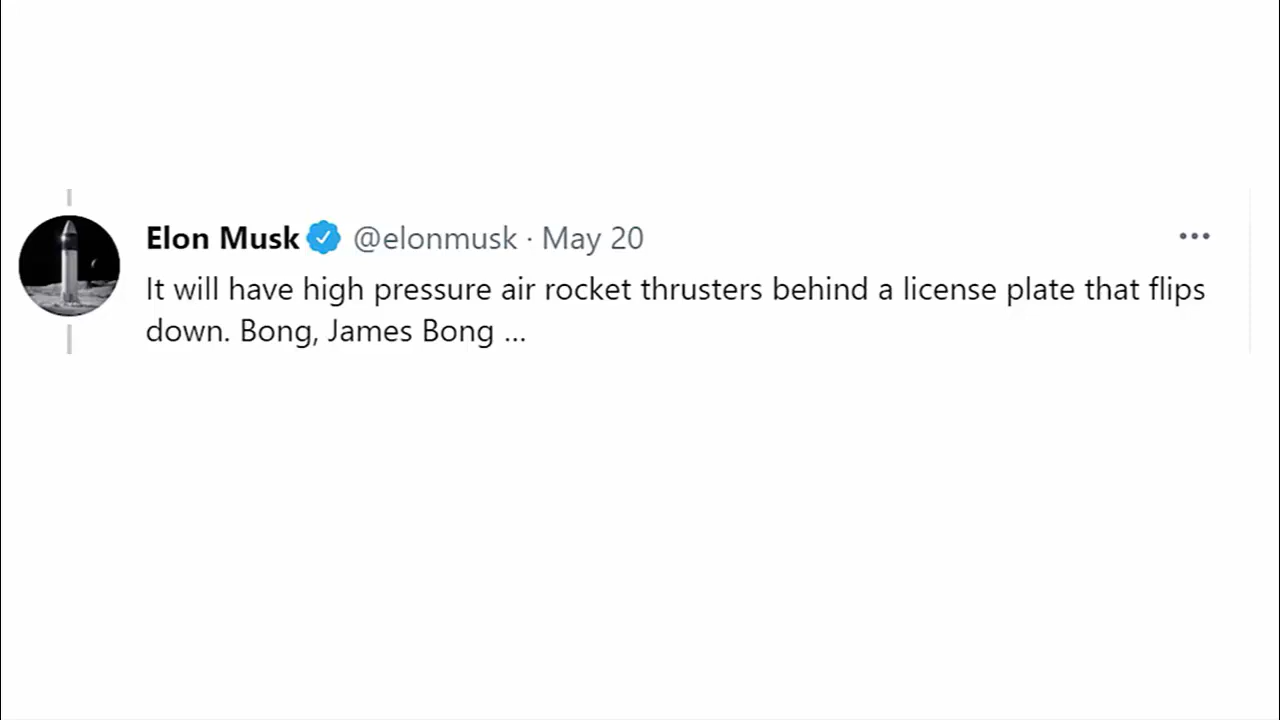 Elon Musk @elonmusk · May 20
It will have high pressure air rocket thrusters behind a license plate that flips
down. Bong, James Bong ...